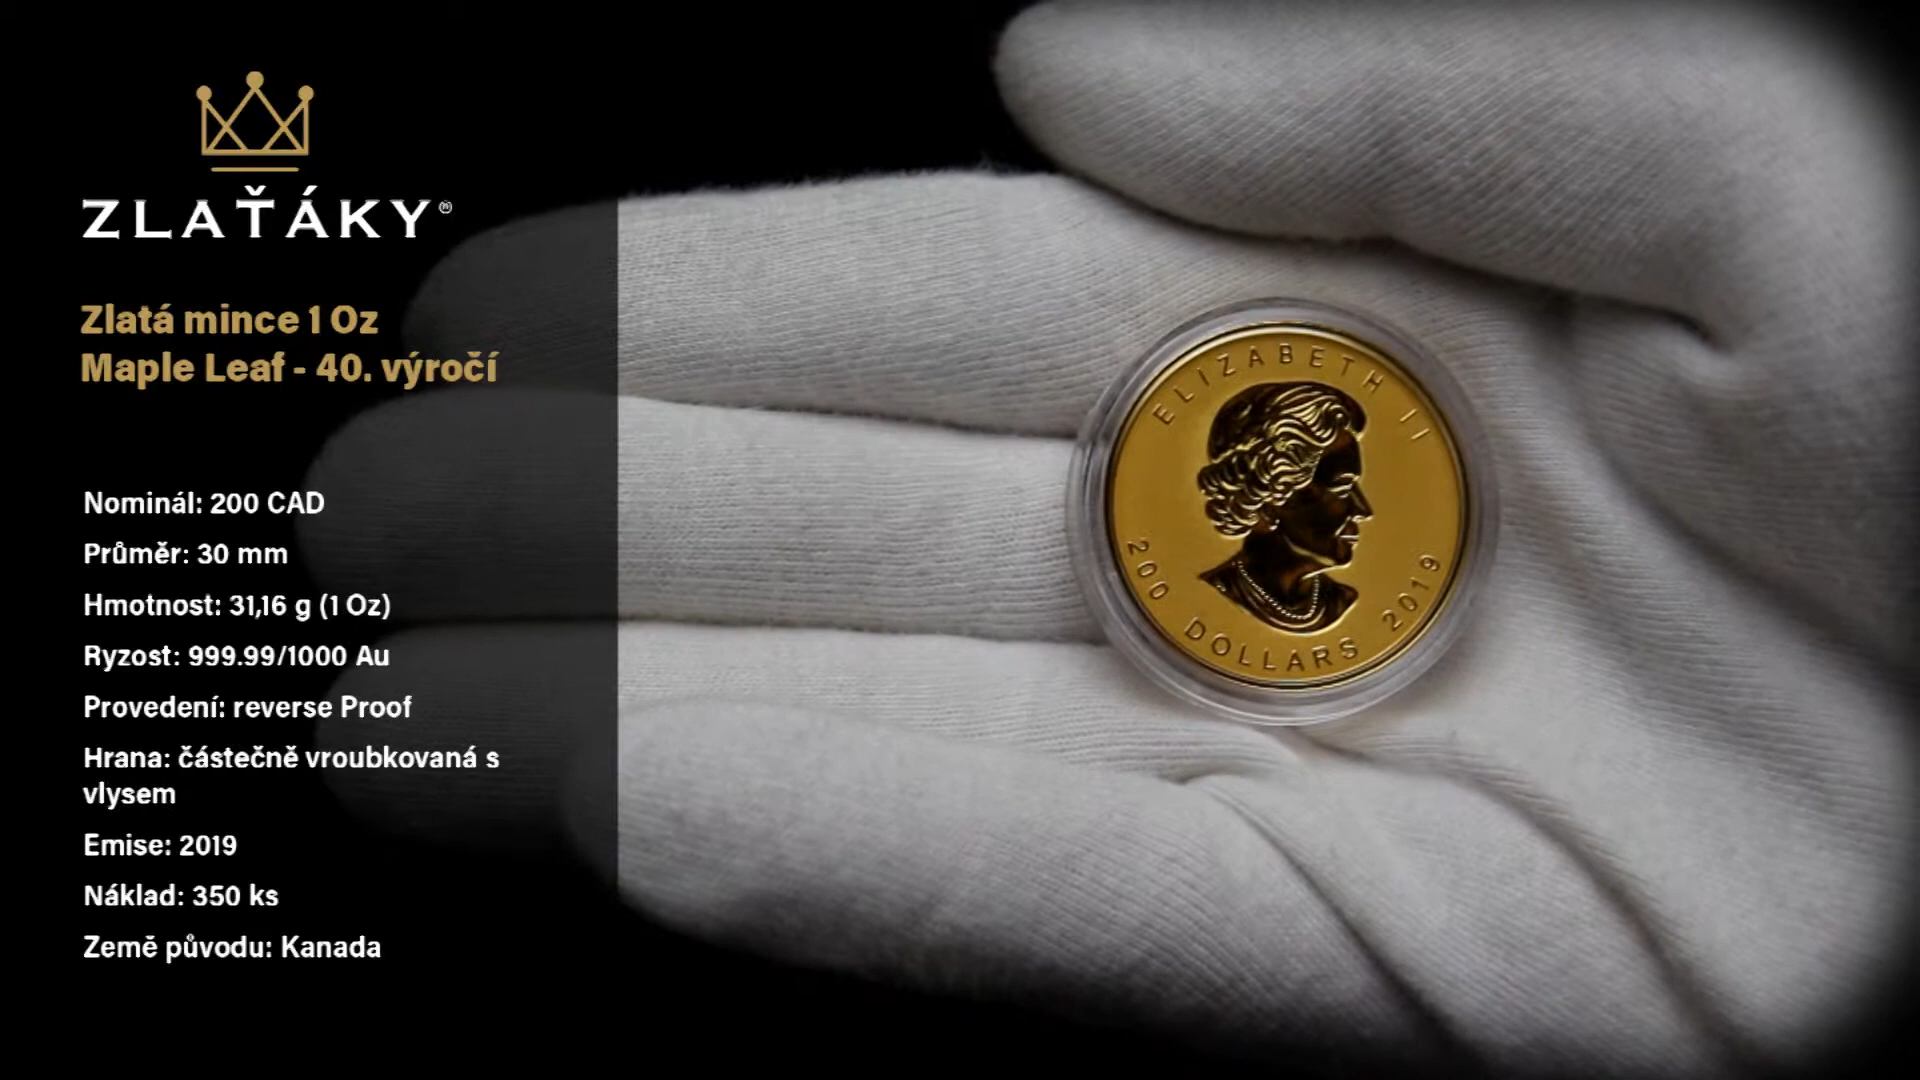 ZLAŤÁKY®
Zlatá mince 1 Oz
Maple Leaf - 40. výročí
Nominál: 200 CAD
Průměr: 30 mm
Hmotnost: 31,16 g (1 Oz)
Ryzost: 999.99/1000 Au
Provedení: reverse Proof
Hrana: částečně vroubkovaná s
vlysem
Emise: 2019
Náklad: 350 ks
Země původu: Kanada
ELIZABETH II
200 DOLLARS 2019